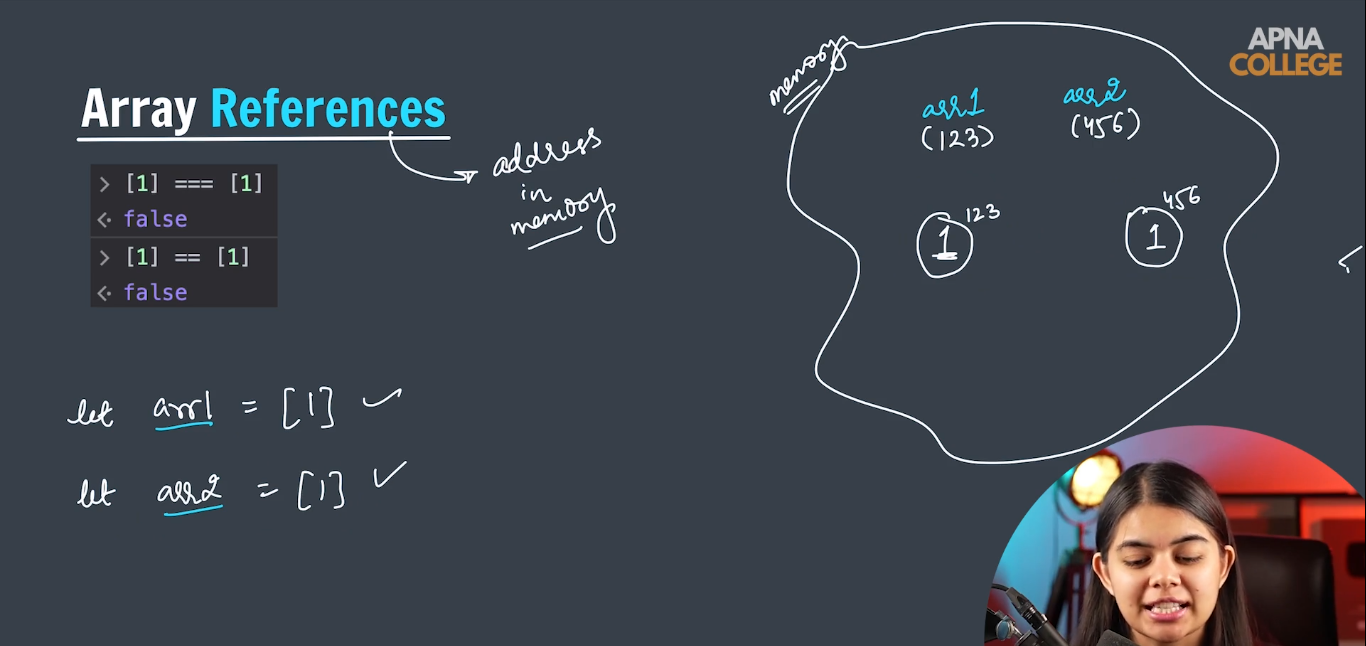 APNA
COLLEGE
Array References
address
in
memory
> [1] === [1]
<· false
> [1] == [1]
<· false
let arr1 = [1] ✓
let arr2 = [1] ✓
memory
arr1 arr2
(123) (456)
1 123 1 456